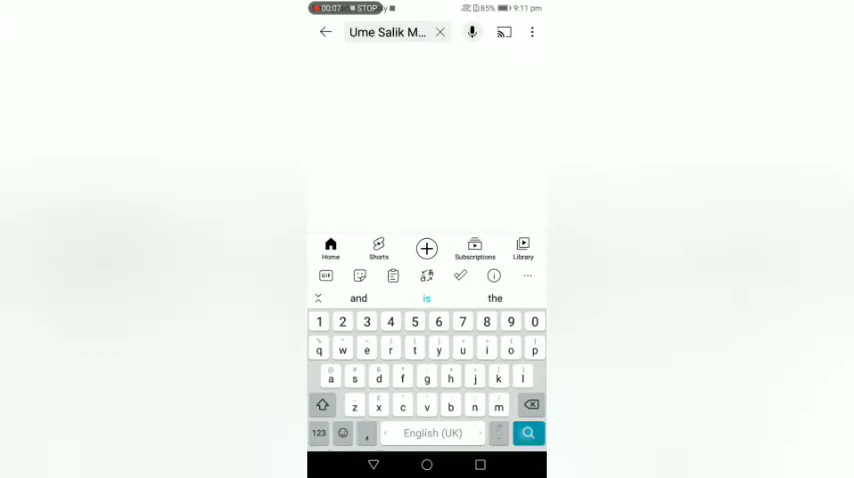 00:07 STOP
85% 9:11 pm
Ume Salik M...
Home Shorts Subscriptions Library
GIF
and is the
1 2 3 4 5 6 7 8 9 0
q w e r t y u i o p
a s d f g h j k l
z x c v b n m
123 , English (UK)